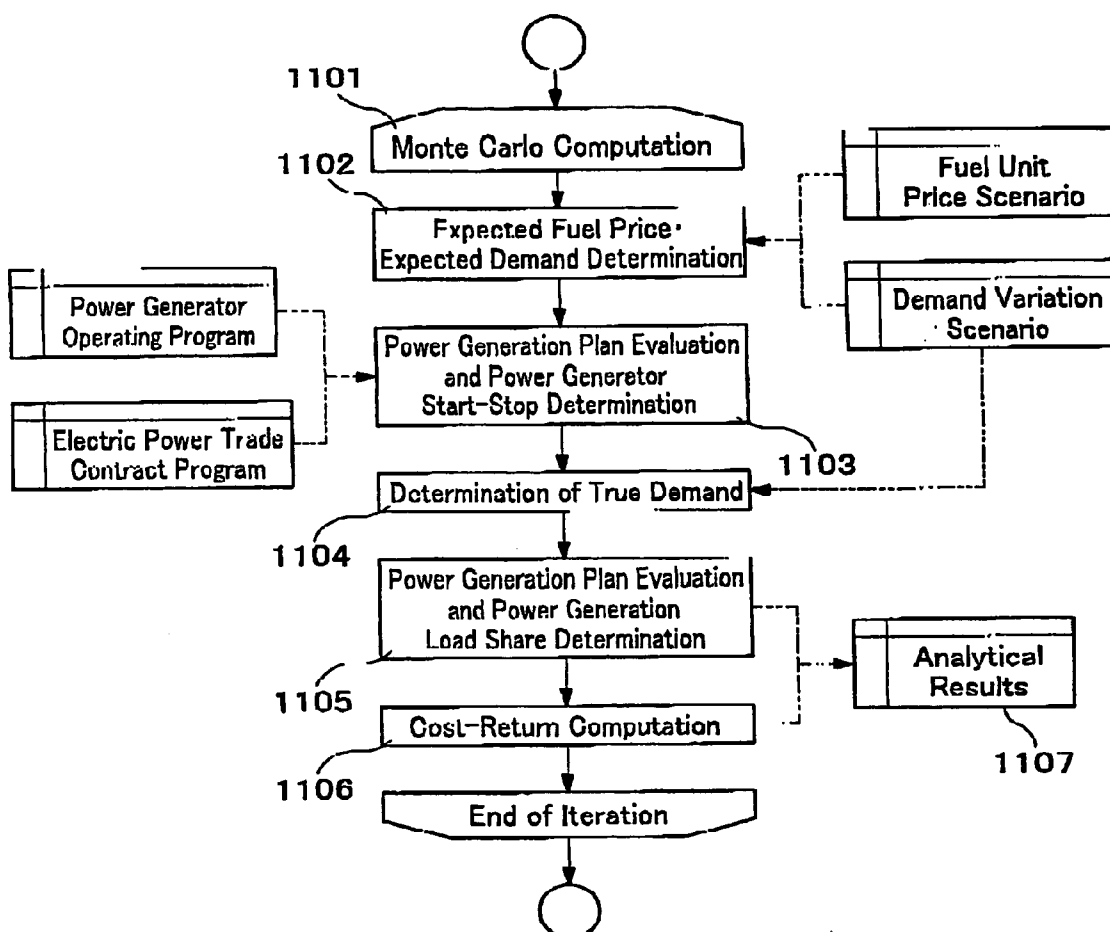 1101
Monte Carlo Computation
1102
Fuel Unit
Price Scenario
Expected Fuel Price·
Expected Demand Determination
Demand Variation
Scenario
Power Generator
Operating Program
Power Generation Plan Evaluation
and Power Generator
Start-Stop Determination
Electric Power Trade
Contract Program
1103
Determination of True Demand
1104
Power Generation Plan Evaluation
and Power Generation
Load Share Determination
Analytical
Results
1105
Cost-Return Computation
1107
1106
End of Iteration